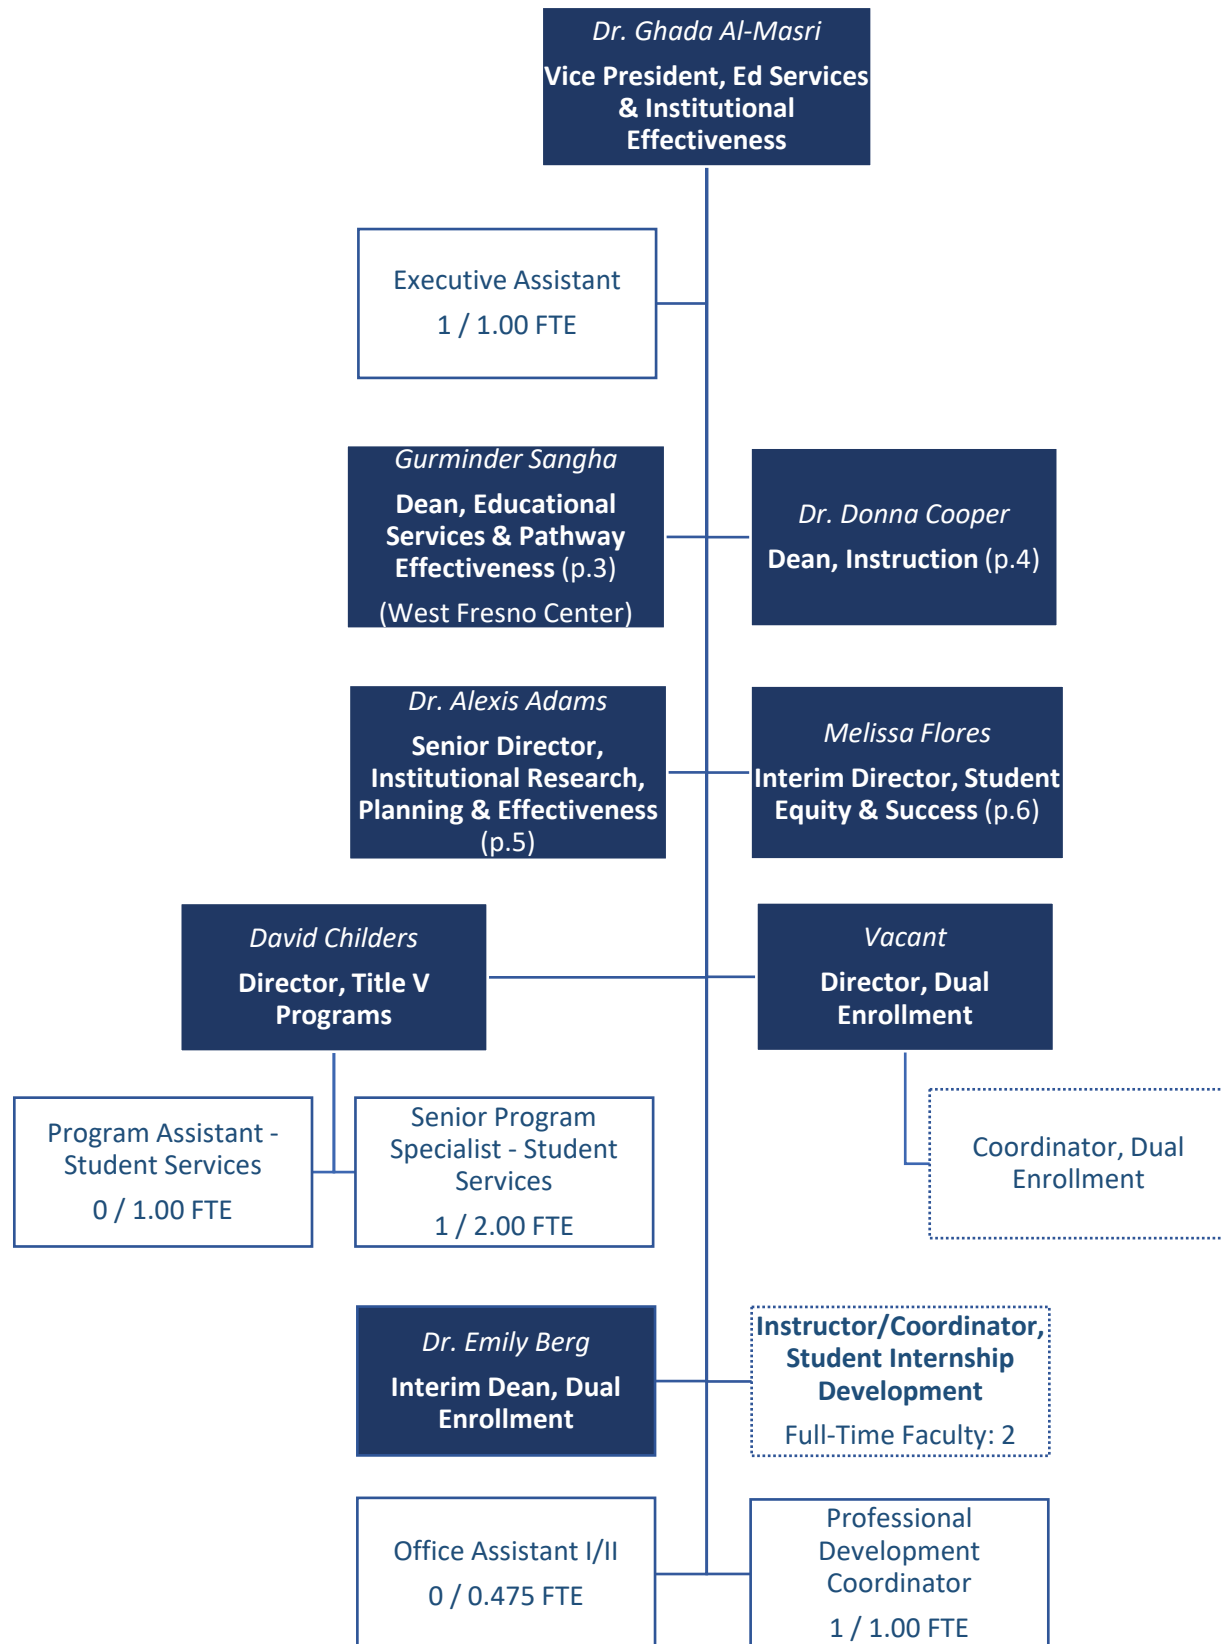 Dr. Ghada Al-Masri
Vice President, Ed Services
& Institutional
Effectiveness
Executive Assistant
1 / 1.00 FTE
Gurminder Sangha
Dean, Educational
Services & Pathway
Effectiveness (p.3)
(West Fresno Center)
Dr. Donna Cooper
Dean, Instruction (p.4)
Dr. Alexis Adams
Senior Director,
Institutional Research,
Planning & Effectiveness
(p.5)
Melissa Flores
Interim Director, Student
Equity & Success (p.6)
David Childers
Director, Title V
Programs
Vacant
Director, Dual
Enrollment
Program Assistant -
Student Services
0 / 1.00 FTE
Senior Program
Specialist - Student
Services
1 / 2.00 FTE
Coordinator, Dual
Enrollment
Dr. Emily Berg
Interim Dean, Dual
Enrollment
Instructor/Coordinator,
Student Internship
Development
Full-Time Faculty: 2
Office Assistant I/II
0 / 0.475 FTE
Professional
Development
Coordinator
1 / 1.00 FTE